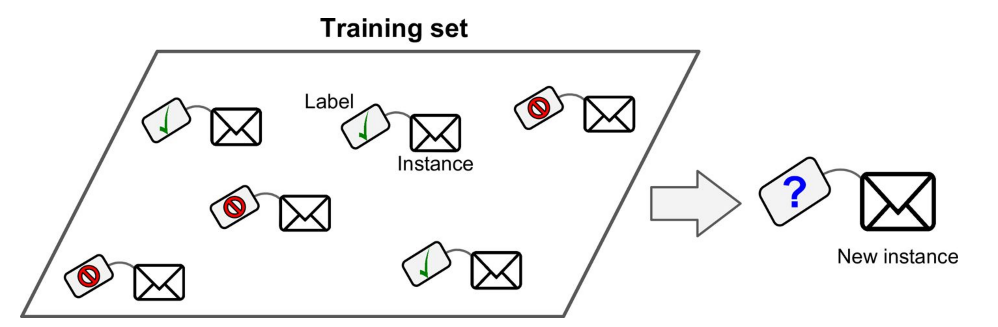 Training set
Label
Instance
?
New instance